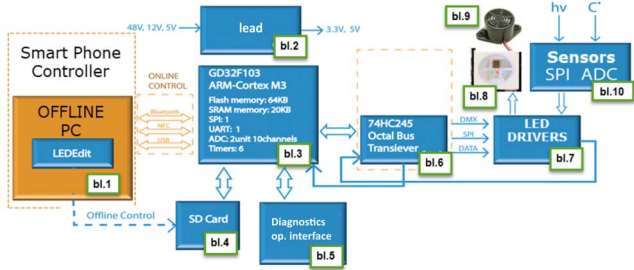 Smart Phone
Controller
OFFLINE
PC
LEDEdit
bl.1
Offline Control
ONLINE
CONTROL
Bluetooth
NFC
USB
48V, 12V, 5V
lead
bl.2
3.3V, 5V
GD32F103
ARM-Cortex M3
Flash memory: 64KB
SRAM memory: 20KB
SPI: 1
UART: 1
ADC: 2unit 10channels
Timers: 6
bl.3
SD Card
bl.4
Diagnostics
op. interface
bl.5
74HC245
Octal Bus
Transiever
bl.6
DMX
SPI
DATA
LED
DRIVERS
bl.7
bl.8
bl.9
hv
C°
Sensors
SPI ADC
bl.10